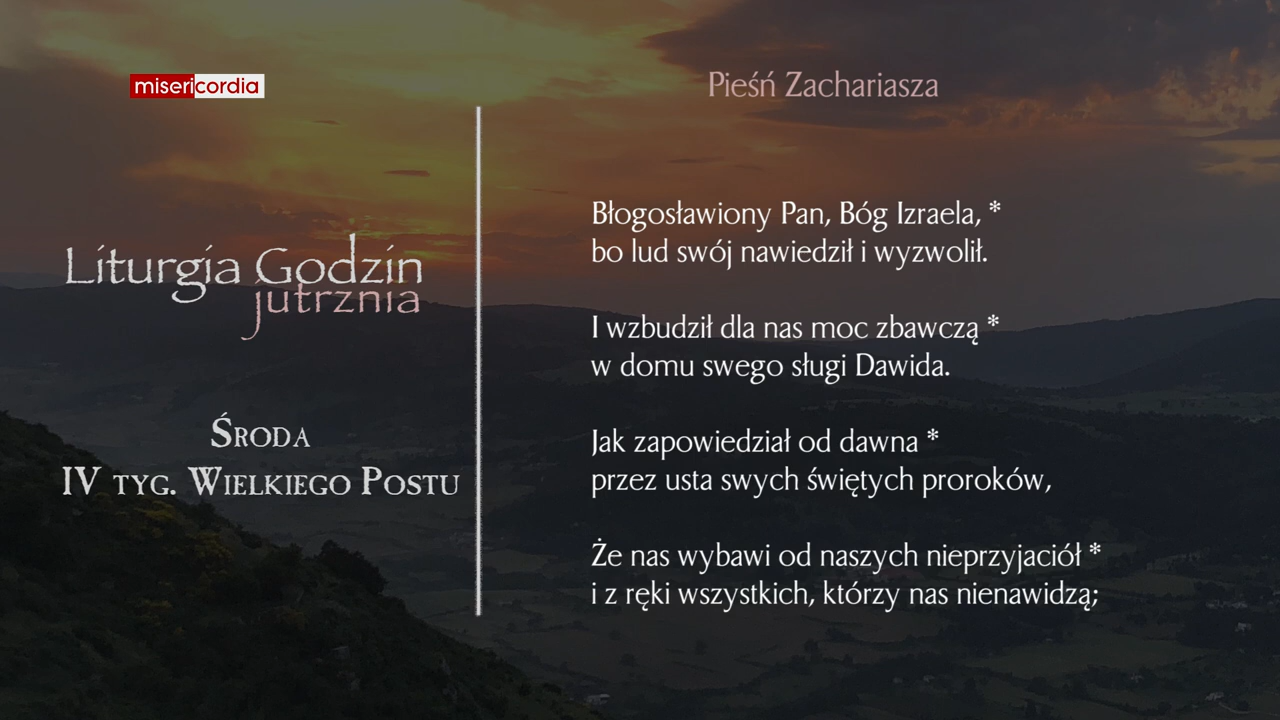 misericordia
Liturgia Godzin
jutrznia
Środa
IV tyg. Wielkiego Postu
Pieśń Zachariasza
Błogosławiony Pan, Bóg Izraela, *
bo lud swój nawiedził i wyzwolił.
I wzbudził dla nas moc zbawczą *
w domu swego sługi Dawida.
Jak zapowiedział od dawna *
przez usta swych świętych proroków,
Że nas wybawi od naszych nieprzyjaciół *
i z ręki wszystkich, którzy nas nienawidzą;